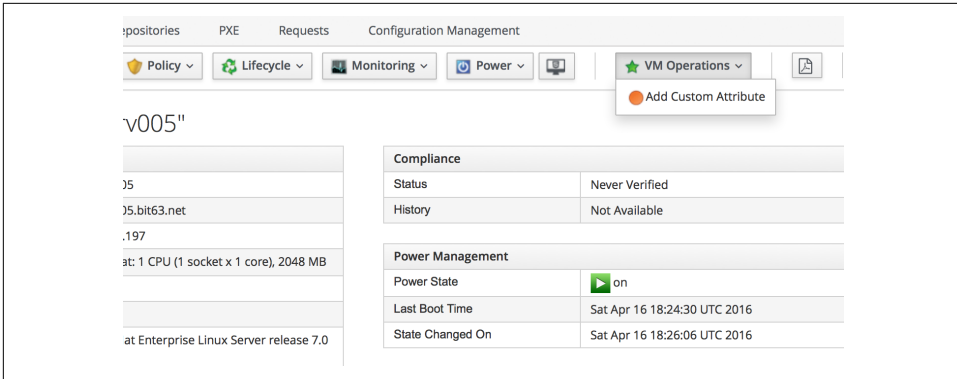 epositories PXE Requests Configuration Management
Policy Lifecycle Monitoring Power VM Operations
Add Custom Attribute
rv005"
05
05.bit63.net
.197
at: 1 CPU (1 socket x 1 core), 2048 MB
at Enterprise Linux Server release 7.0
Compliance
Status Never Verified
History Not Available
Power Management
Power State on
Last Boot Time Sat Apr 16 18:24:30 UTC 2016
State Changed On Sat Apr 16 18:26:06 UTC 2016